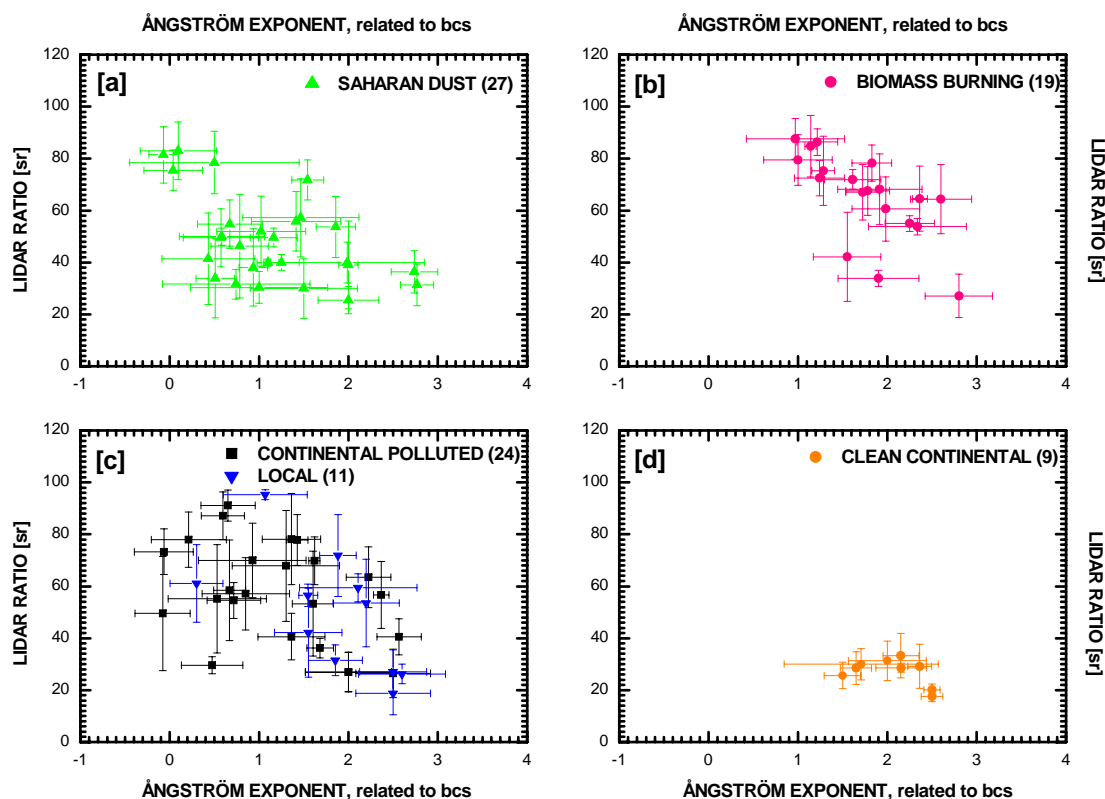 ÅNGSTRÖM EXPONENT, related to bcs
ÅNGSTRÖM EXPONENT, related to bcs
LIDAR RATIO [sr]
120
100
80
60
40
20
0
[a]
SAHARAN DUST (27)
-1 0 1 2 3 4
120
100
80
60
40
20
0
[b]
BIOMASS BURNING (19)
-1 0 1 2 3 4
LIDAR RATIO [sr]
LIDAR RATIO [sr]
120
100
80
60
40
20
0
[c]
CONTINENTAL POLLUTED (24)
LOCAL (11)
-1 0 1 2 3 4
ÅNGSTRÖM EXPONENT, related to bcs
120
100
80
60
40
20
0
[d]
CLEAN CONTINENTAL (9)
-1 0 1 2 3 4
ÅNGSTRÖM EXPONENT, related to bcs
LIDAR RATIO [sr]